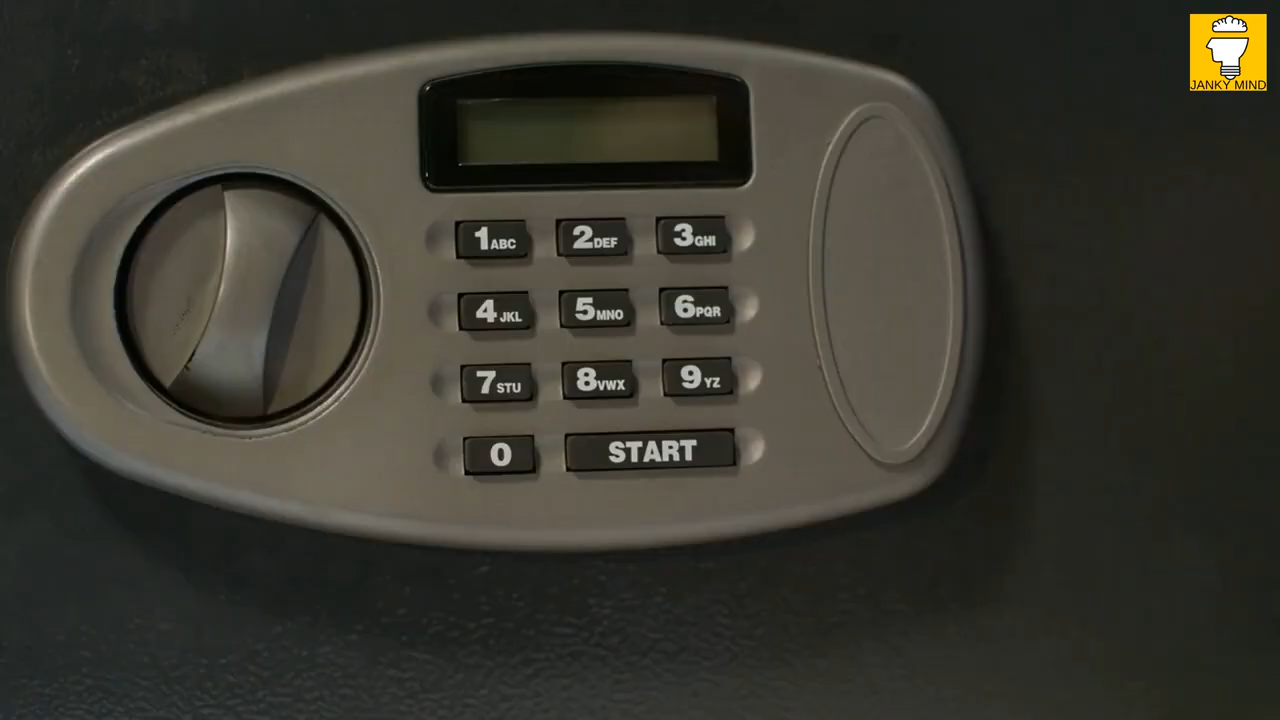 JANKY MIND
1ABC 2DEF 3GHI
4JKL 5MNO 6PQR
7STU 8VWX 9YZ
0 START